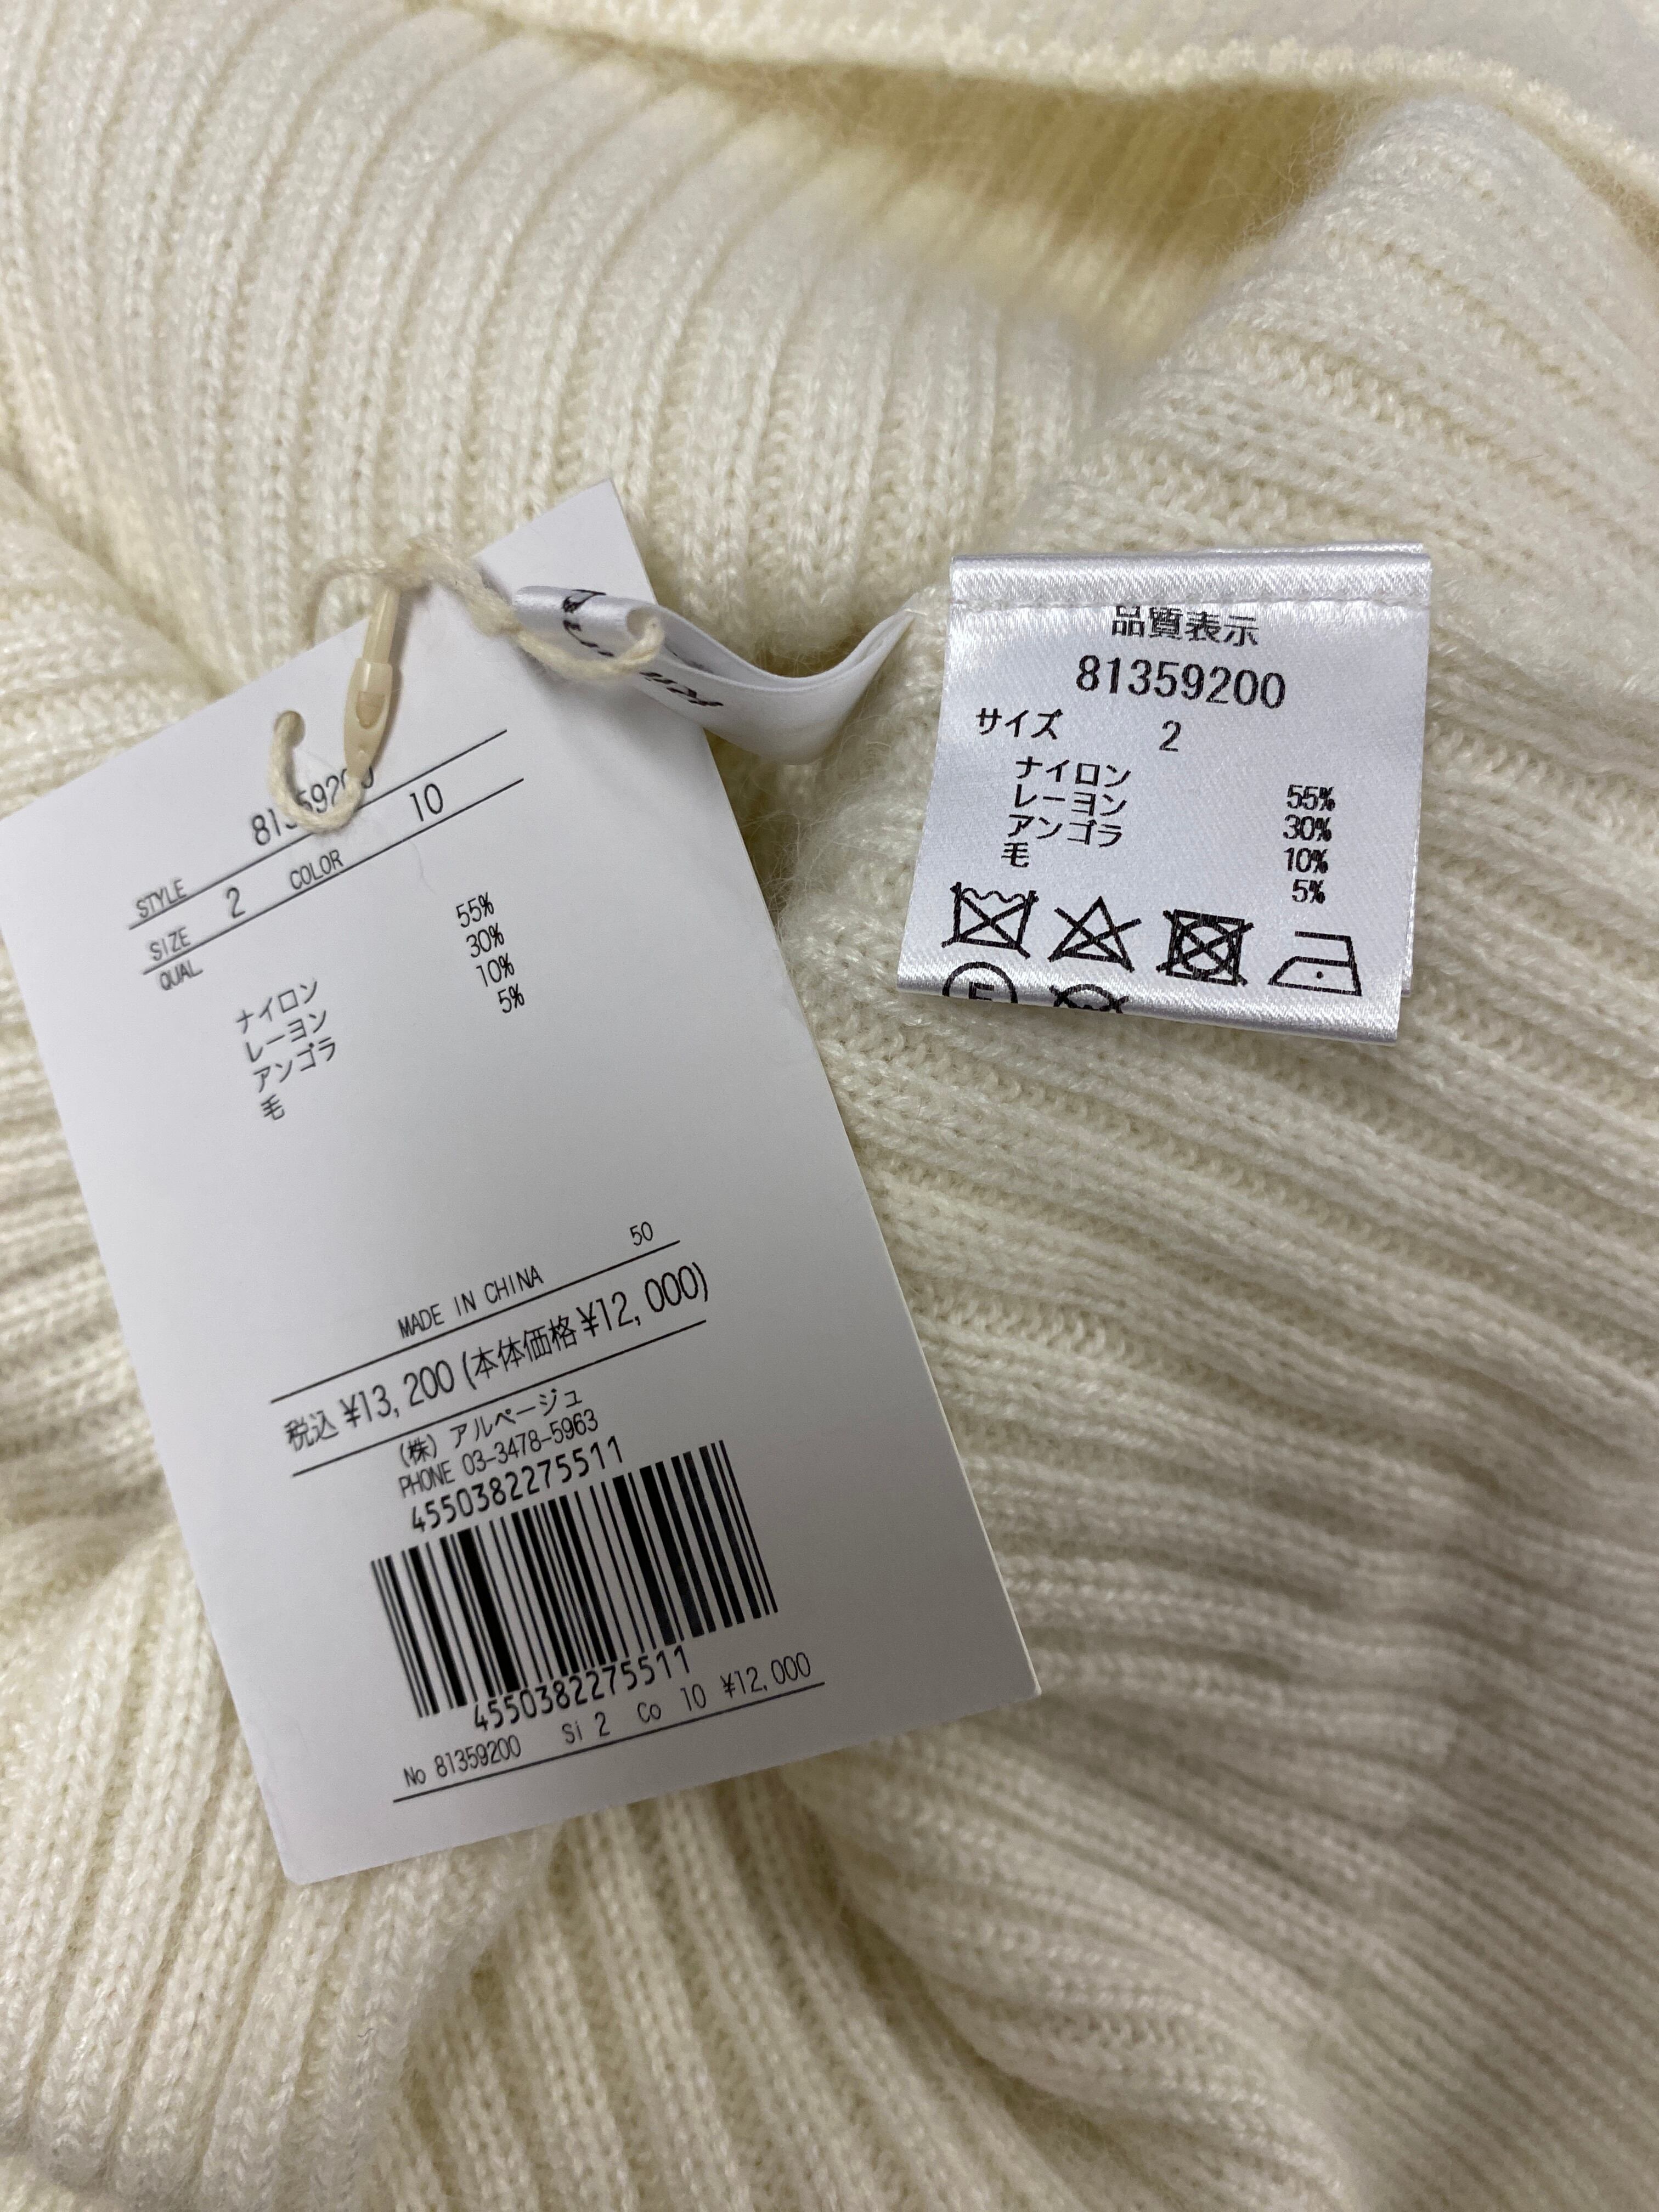 STYLE
SIZE 2 COLOR 10
QUAL
ナイロン 55%
レーヨン 30%
アンゴラ 10%
毛 5%
50
MADE IN CHINA
税込 ¥13, 200 (本体価格 ¥12, 000)
(株) アルページュ
PHONE 03-3478-5963
4550382275511
4550382275511
No 81359200 Si 2 Co 10 ¥12, 000
品質表示
81359200
サイズ 2
ナイロン 55%
レーヨン 30%
アンゴラ 10%
毛 5%